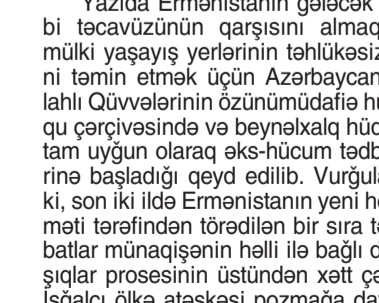 Yazıda Ermənistanın gələcək
bi təcavüzünün qarşısını almaq
mülki yaşayış yerlərinin təhlükəsiz
ni təmin etmək üçün Azərbaycan
lahlı Qüvvələrinin özünümüdafiə hü
qu çərçivəsində və beynəlxalq hüq
tam uyğun olaraq əks-hücum tədb
rinə başladığı qeyd edilib. Vurğula
ki, son iki ildə Ermənistanın yeni hö
məti tərəfindən törədilən bir sıra tə
batlar münaqişənin həlli ilə bağlı d
şıqlar prosesinin üstündən xətt çə
İşğalçı ölkə atəşkəsi pozmağa da